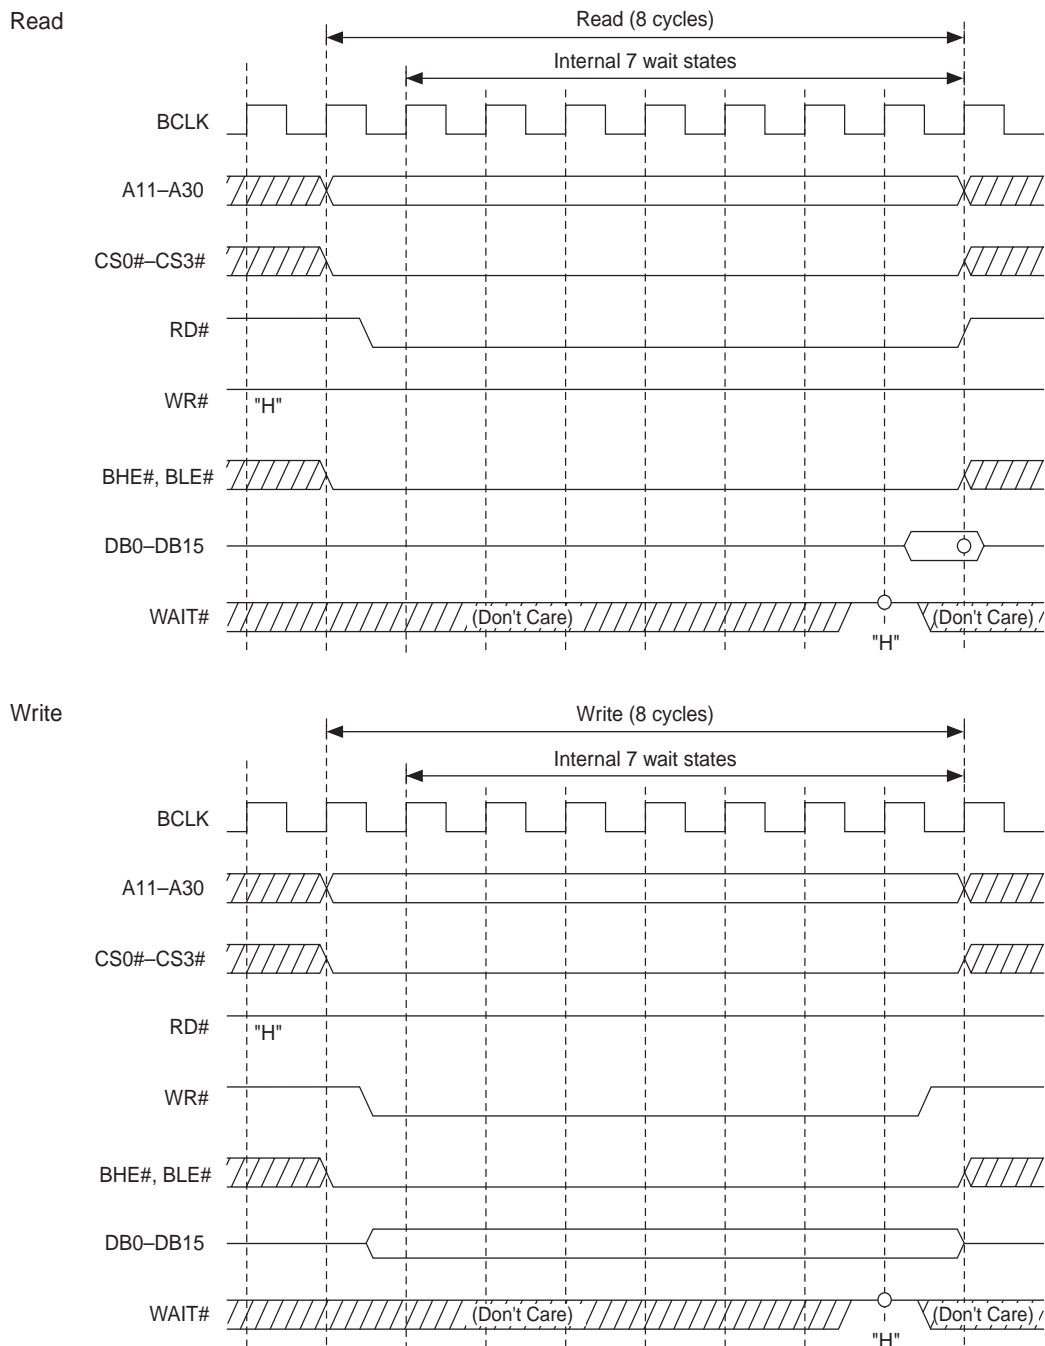 Read
Read (8 cycles)
Internal 7 wait states
BCLK
A11–A30
CS0#–CS3#
RD#
WR#
"H"
BHE#, BLE#
DB0–DB15
WAIT#
(Don't Care)
(Don't Care)
"H"
Write
Write (8 cycles)
Internal 7 wait states
BCLK
A11–A30
CS0#–CS3#
RD#
"H"
WR#
BHE#, BLE#
DB0–DB15
WAIT#
(Don't Care)
(Don't Care)
"H"